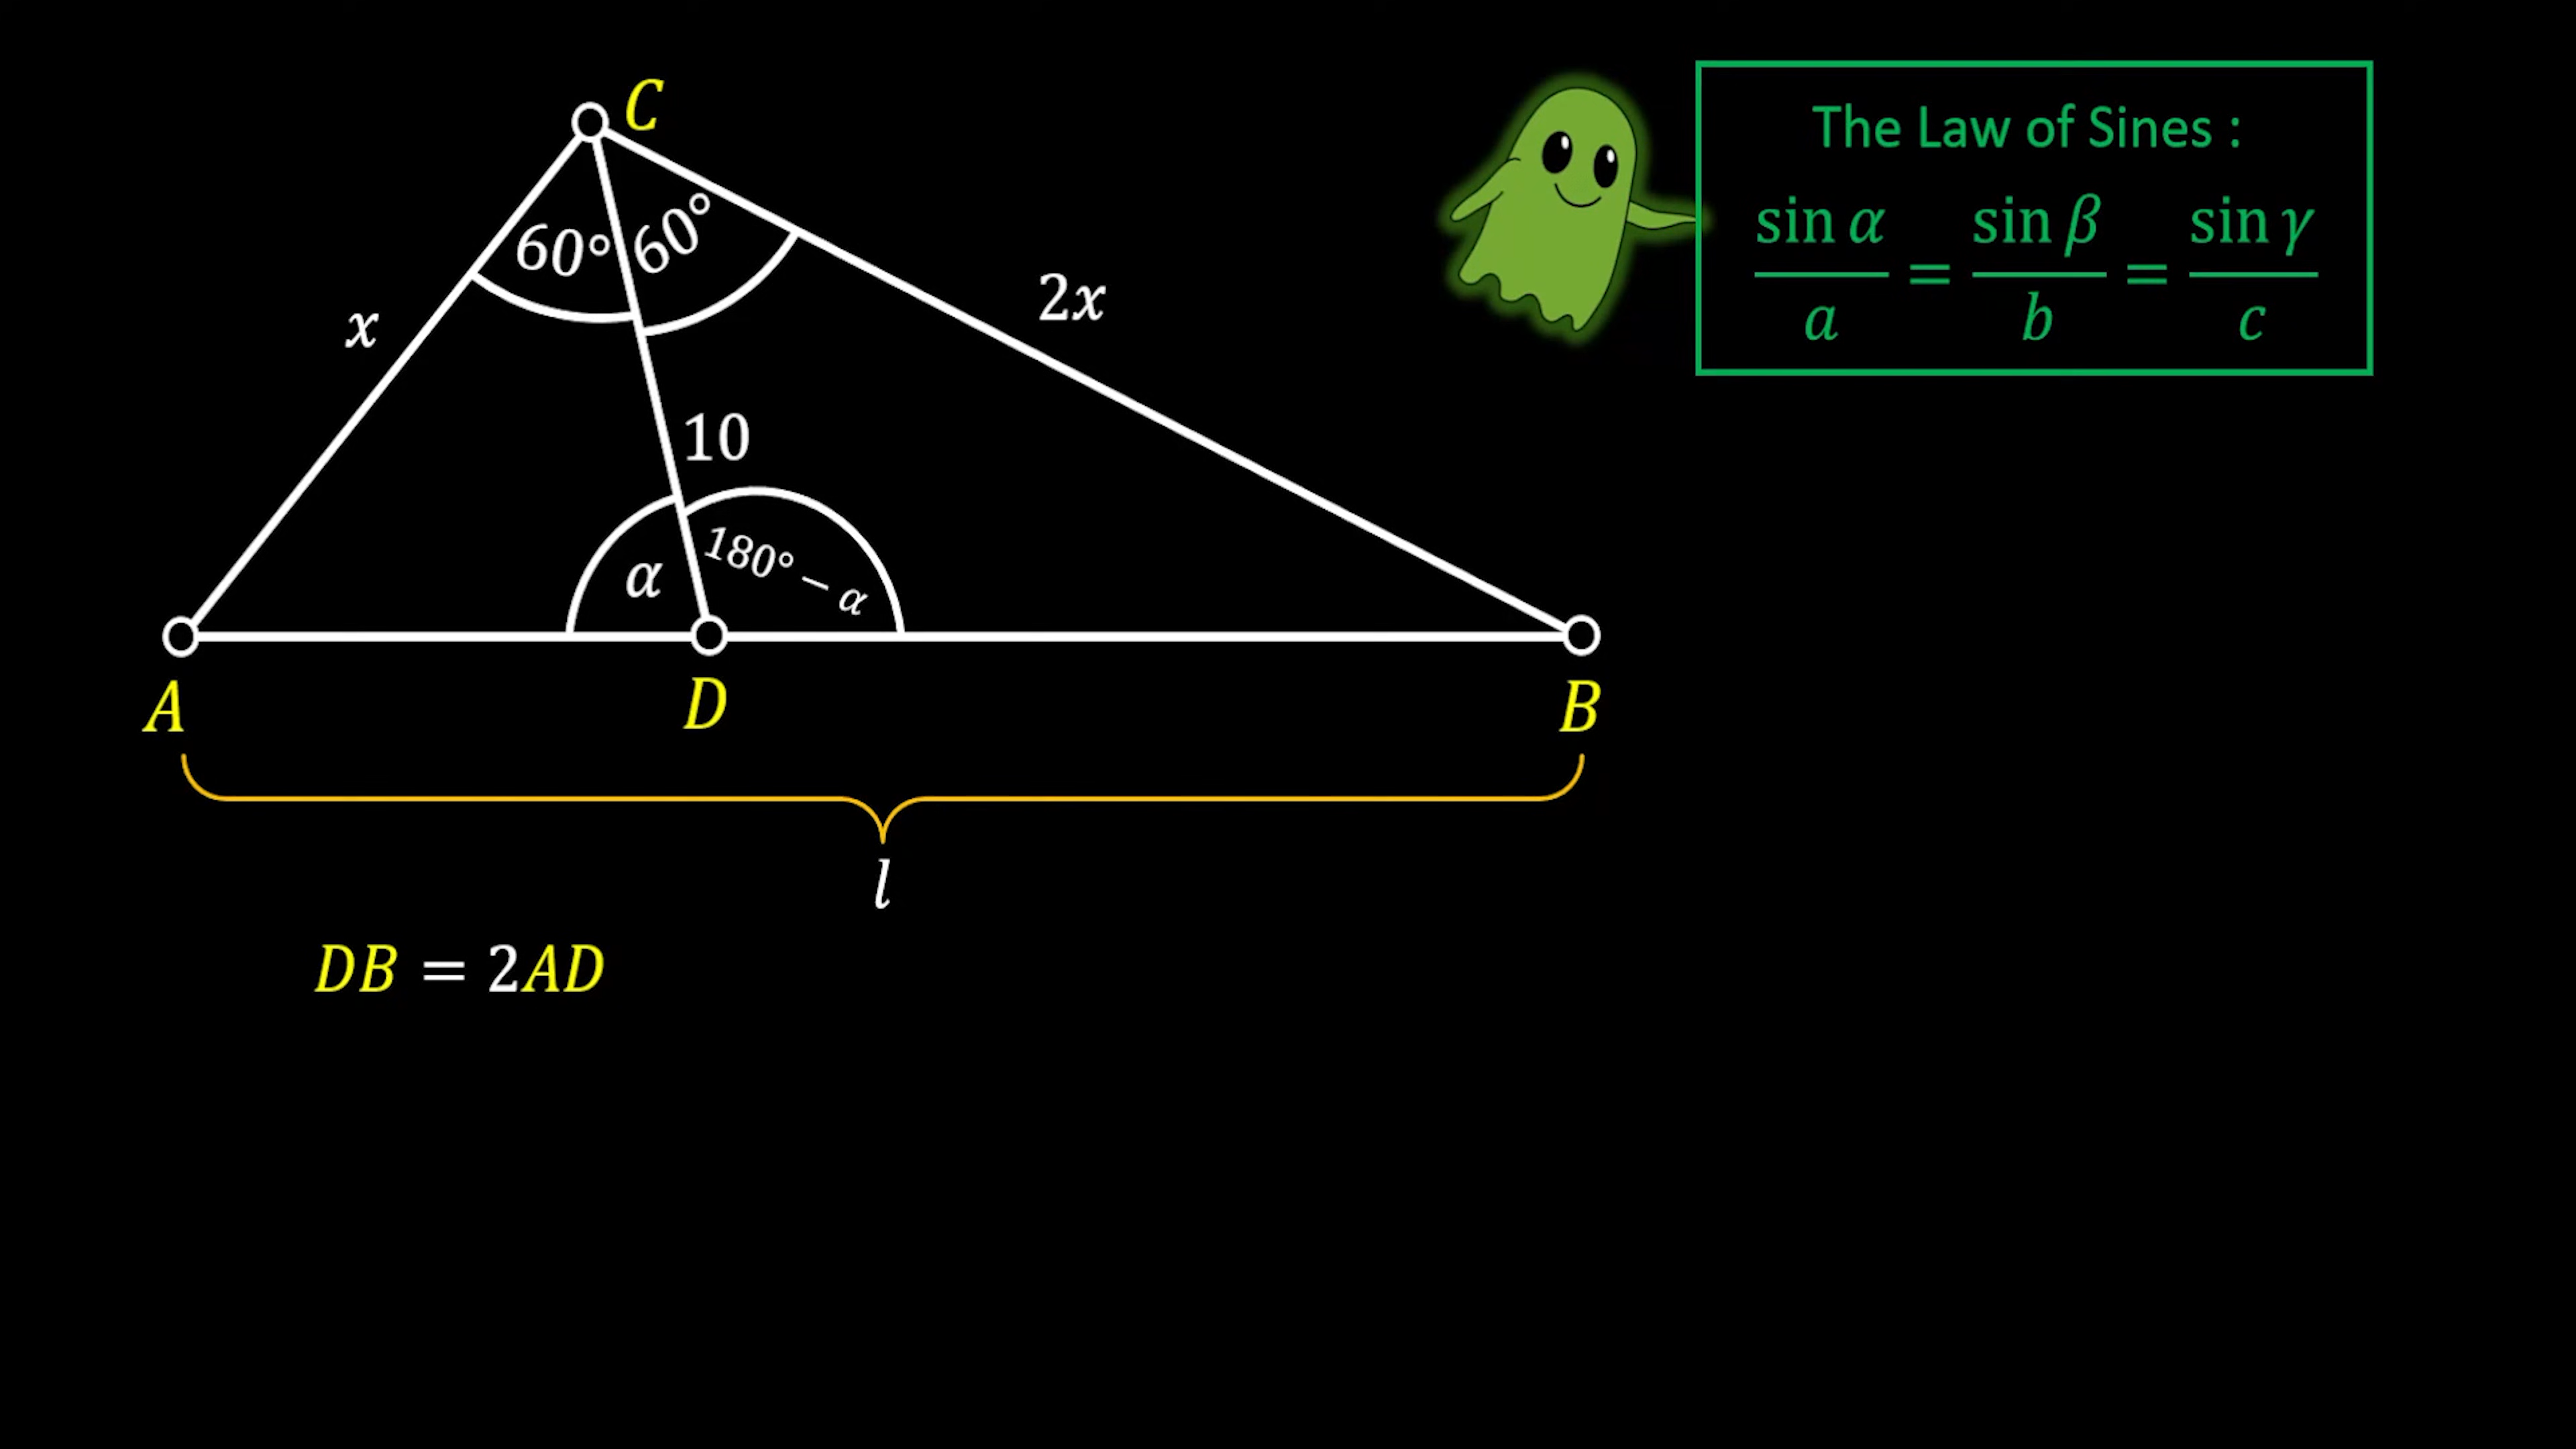 C
The Law of Sines :
sin α / a = sin β / b = sin γ / c
60° 60°
x
2x
10
α
180° − α
A
D
B
l
DB = 2AD